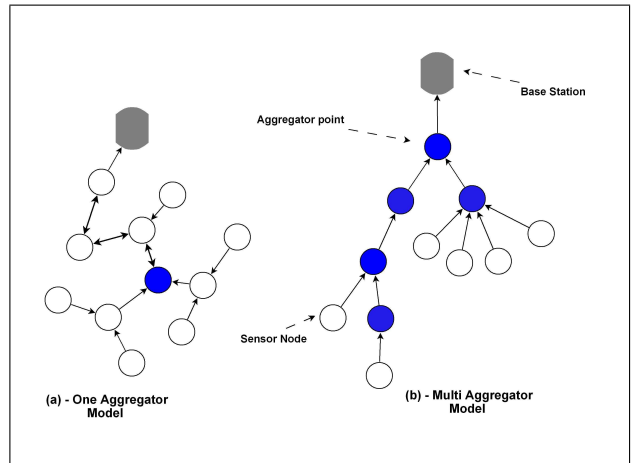 Base Station
Aggregator point
Sensor Node
(a) - One Aggregator
Model
(b) - Multi Aggregator
Model